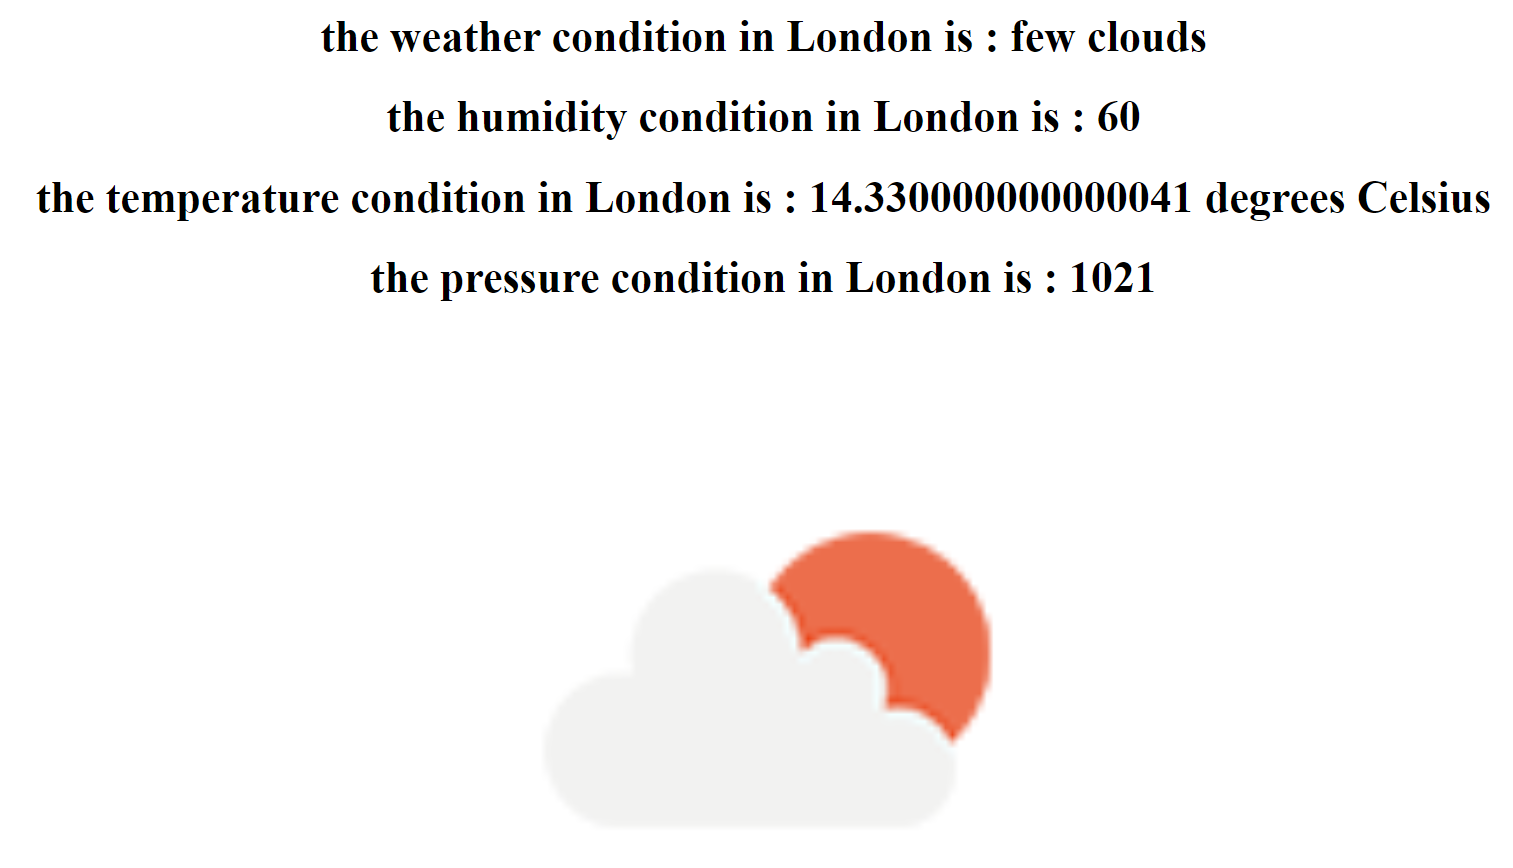 the weather condition in London is : few clouds
the humidity condition in London is : 60
the temperature condition in London is : 14.330000000000041 degrees Celsius
the pressure condition in London is : 1021